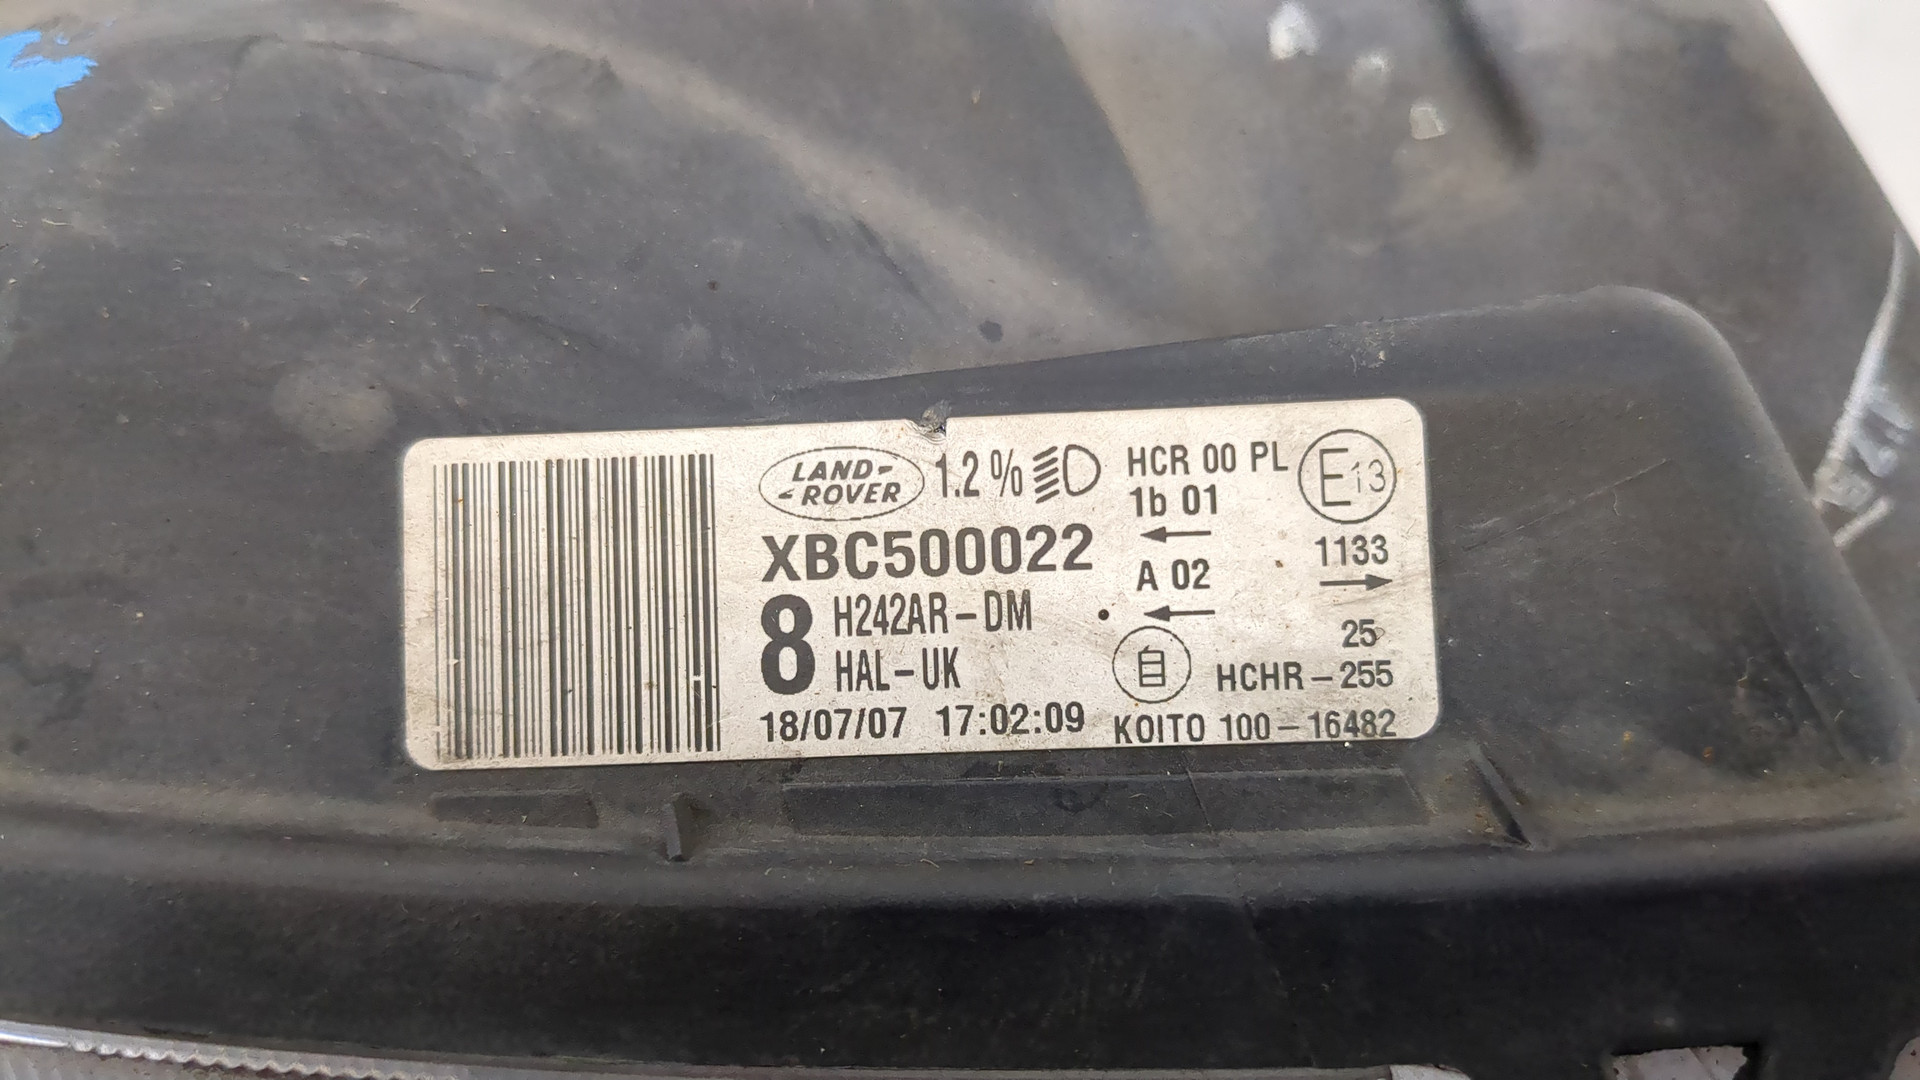 LAND-
-ROVER
1.2%
XBC500022
8
H242AR-DM
HAL-UK
18/07/07 17:02:09
HCR 00 PL
1b 01
←
A 02
←
E13
1133
→
25
HCHR-255
KOITO 100-16482